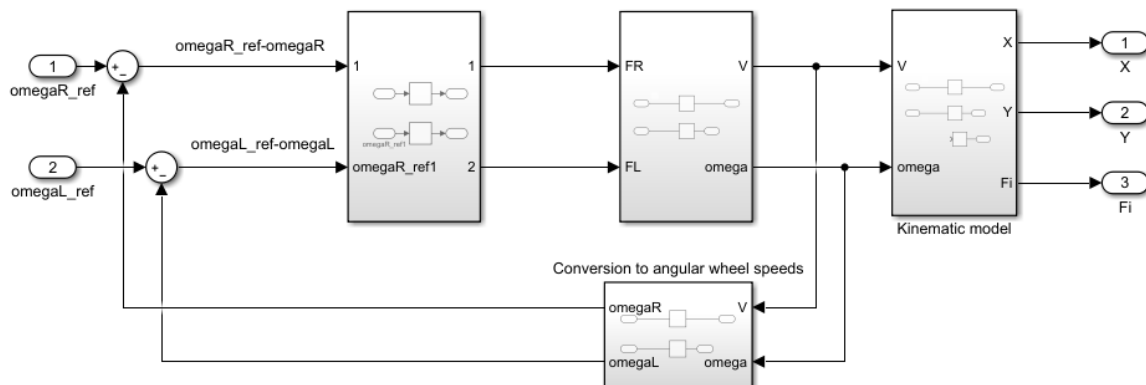 omegaR_ref-omegaR
1
omegaR_ref
+
-
1
1
FR
V
V
X
1
X
omegaL_ref-omegaL
omegaR_ref1
2
omegaL_ref
+
-
omegaR_ref1
2
FL
omega
omega
Y
2
Y
Fi
3
Fi
Kinematic model
Conversion to angular wheel speeds
omegaR
V
omegaL
omega